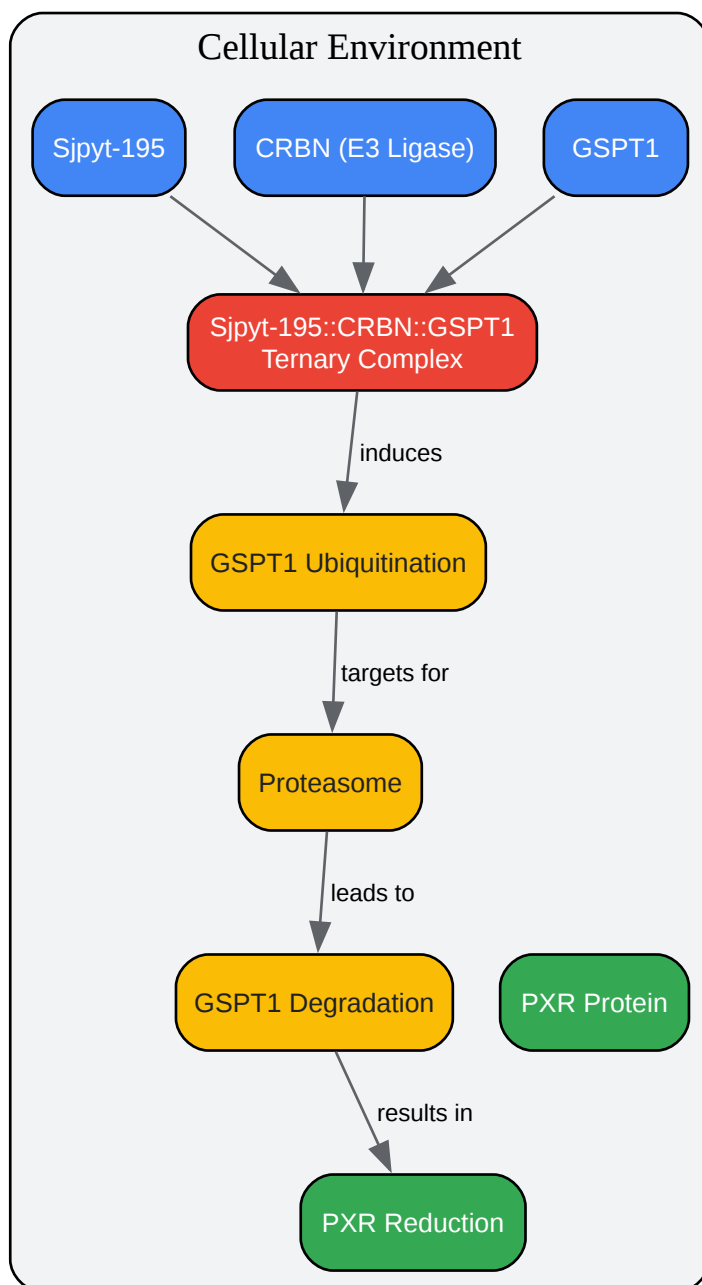 Cellular Environment
Sjpyt-195
CRBN (E3 Ligase)
GSPT1
Sjpyt-195::CRBN::GSPT1
Ternary Complex
induces
GSPT1 Ubiquitination
targets for
Proteasome
leads to
GSPT1 Degradation
PXR Protein
results in
PXR Reduction